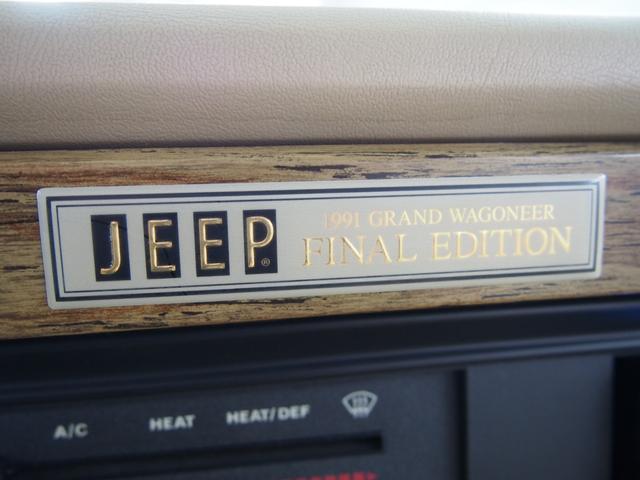 JEEP®
1991 GRAND WAGONEER
FINAL EDITION
A/C HEAT HEAT/DEF